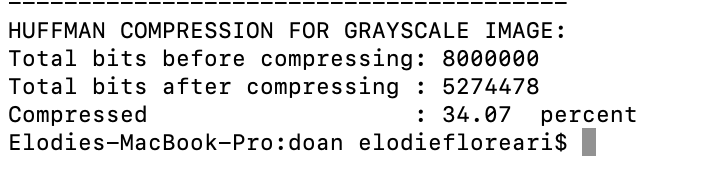 ----------------------------------------
HUFFMAN COMPRESSION FOR GRAYSCALE IMAGE:
Total bits before compressing: 8000000
Total bits after compressing : 5274478
Compressed                   : 34.07  percent
Elodies-MacBook-Pro:doan elodiefloreari$